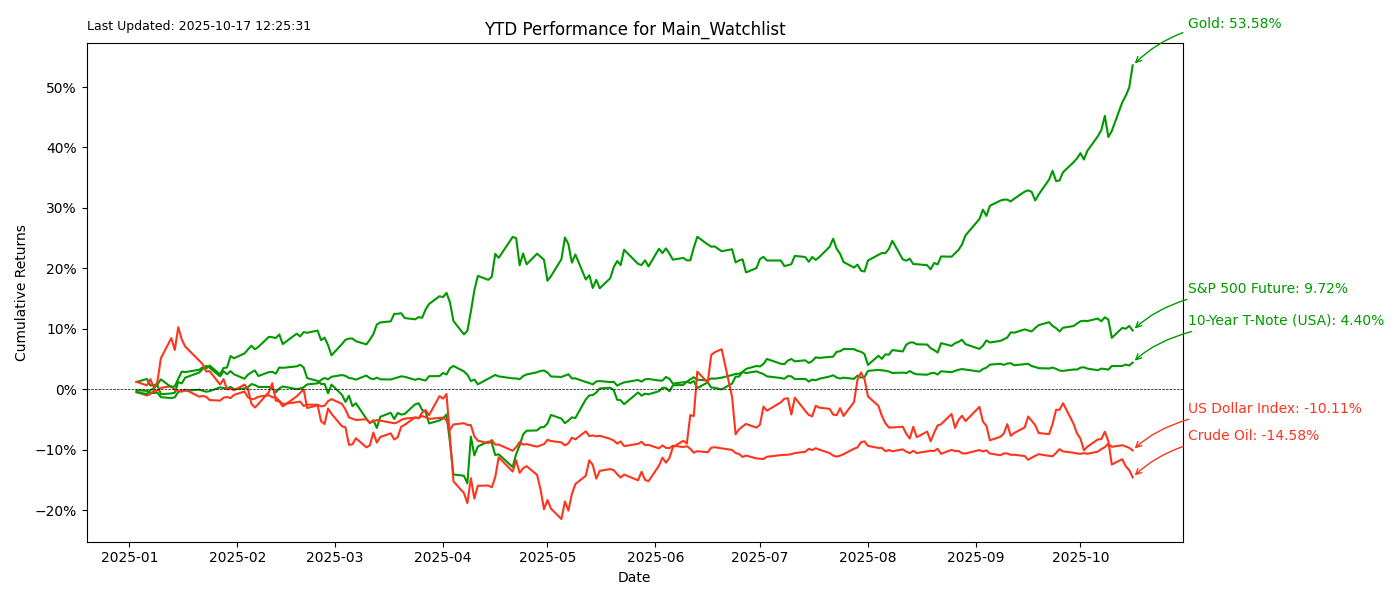 Last Updated: 2025-10-17 12:25:31
YTD Performance for Main_Watchlist
Gold: 53.58%
S&P 500 Future: 9.72%
10-Year T-Note (USA): 4.40%
US Dollar Index: -10.11%
Crude Oil: -14.58%
Cumulative Returns
50%
40%
30%
20%
10%
0%
−10%
−20%
2025-01 2025-02 2025-03 2025-04 2025-05 2025-06 2025-07 2025-08 2025-09 2025-10
Date